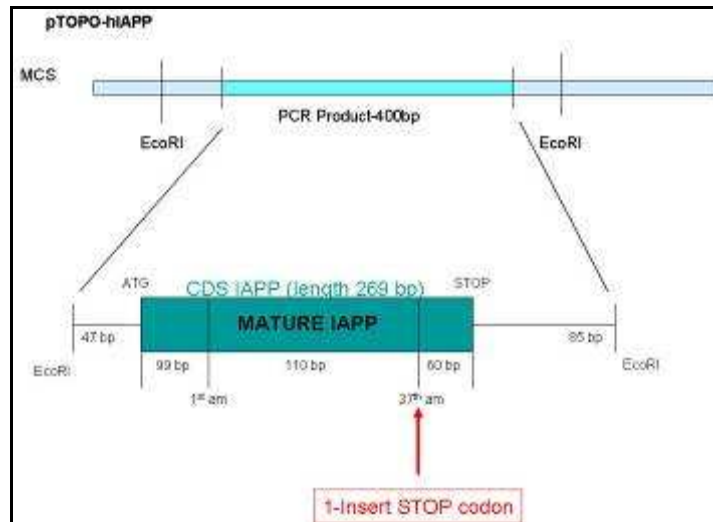 pTOPO-hIAPP
MCS
PCR Product-400bp
EcoRI
EcoRI
ATG
CDS IAPP (length 269 bp)
STOP
MATURE IAPP
47 bp
85 bp
EcoRI
EcoRI
99 bp
110 bp
60 bp
1st am
37th am
1-Insert STOP codon